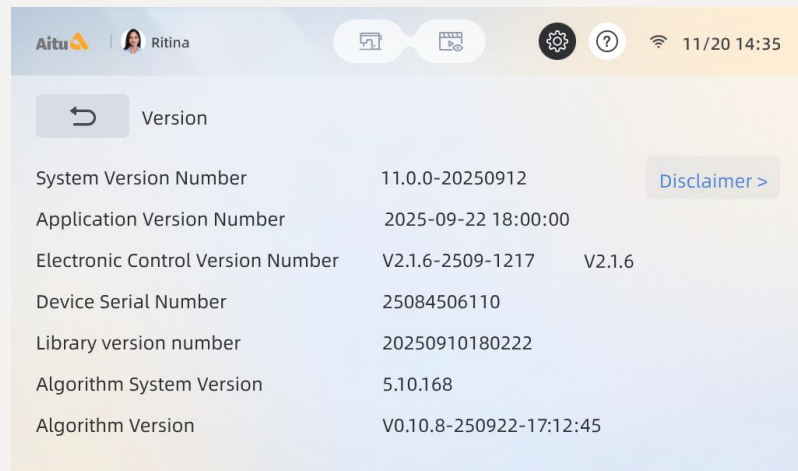 Aitu Ritina ? 11/20 14:35
Version
System Version Number 11.0.0-20250912 Disclaimer >
Application Version Number 2025-09-22 18:00:00
Electronic Control Version Number V2.1.6-2509-1217 V2.1.6
Device Serial Number 25084506110
Library version number 20250910180222
Algorithm System Version 5.10.168
Algorithm Version V0.10.8-250922-17:12:45